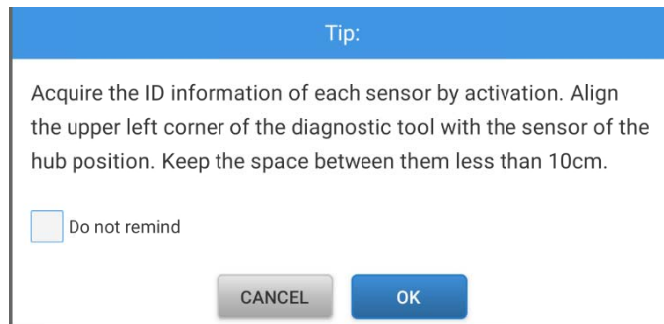 Tip:
Acquire the ID information of each sensor by activation. Align
the upper left corner of the diagnostic tool with the sensor of the
hub position. Keep the space between them less than 10cm.
Do not remind
CANCEL
OK